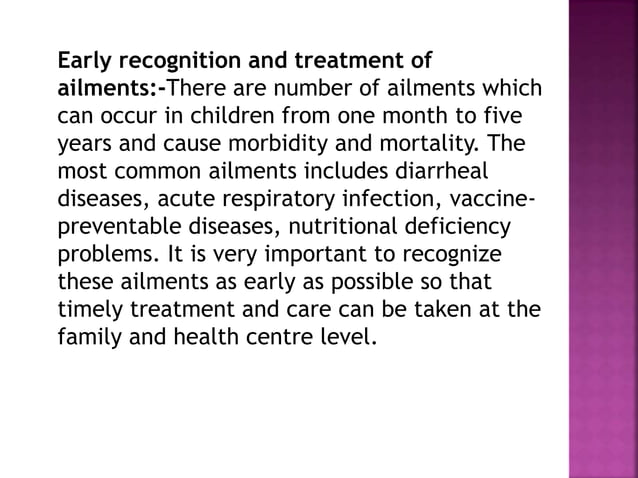 Early recognition and treatment of
ailments:-There are number of ailments which
can occur in children from one month to five
years and cause morbidity and mortality. The
most common ailments includes diarrheal
diseases, acute respiratory infection, vaccine-
preventable diseases, nutritional deficiency
problems. It is very important to recognize
these ailments as early as possible so that
timely treatment and care can be taken at the
family and health centre level.